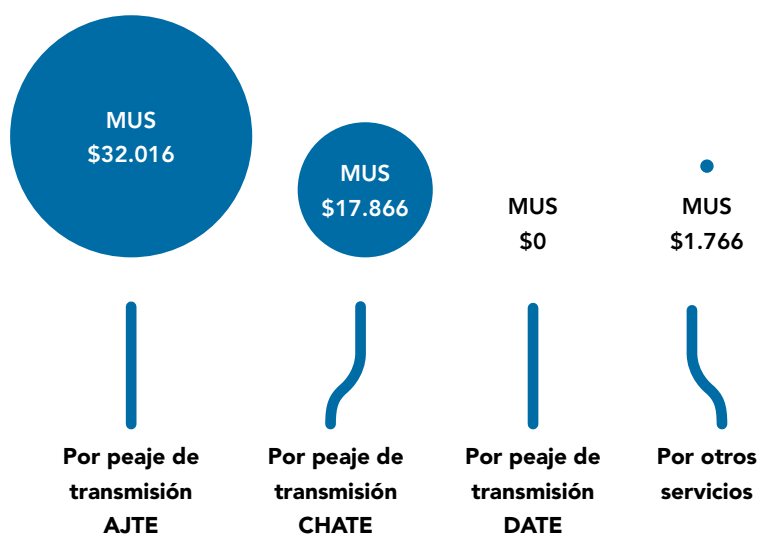 MUS
$32.016
MUS
$17.866
MUS
$0
MUS
$1.766
Por peaje de
transmisión
AJTE
Por peaje de
transmisión
CHATE
Por peaje de
transmisión
DATE
Por otros
servicios